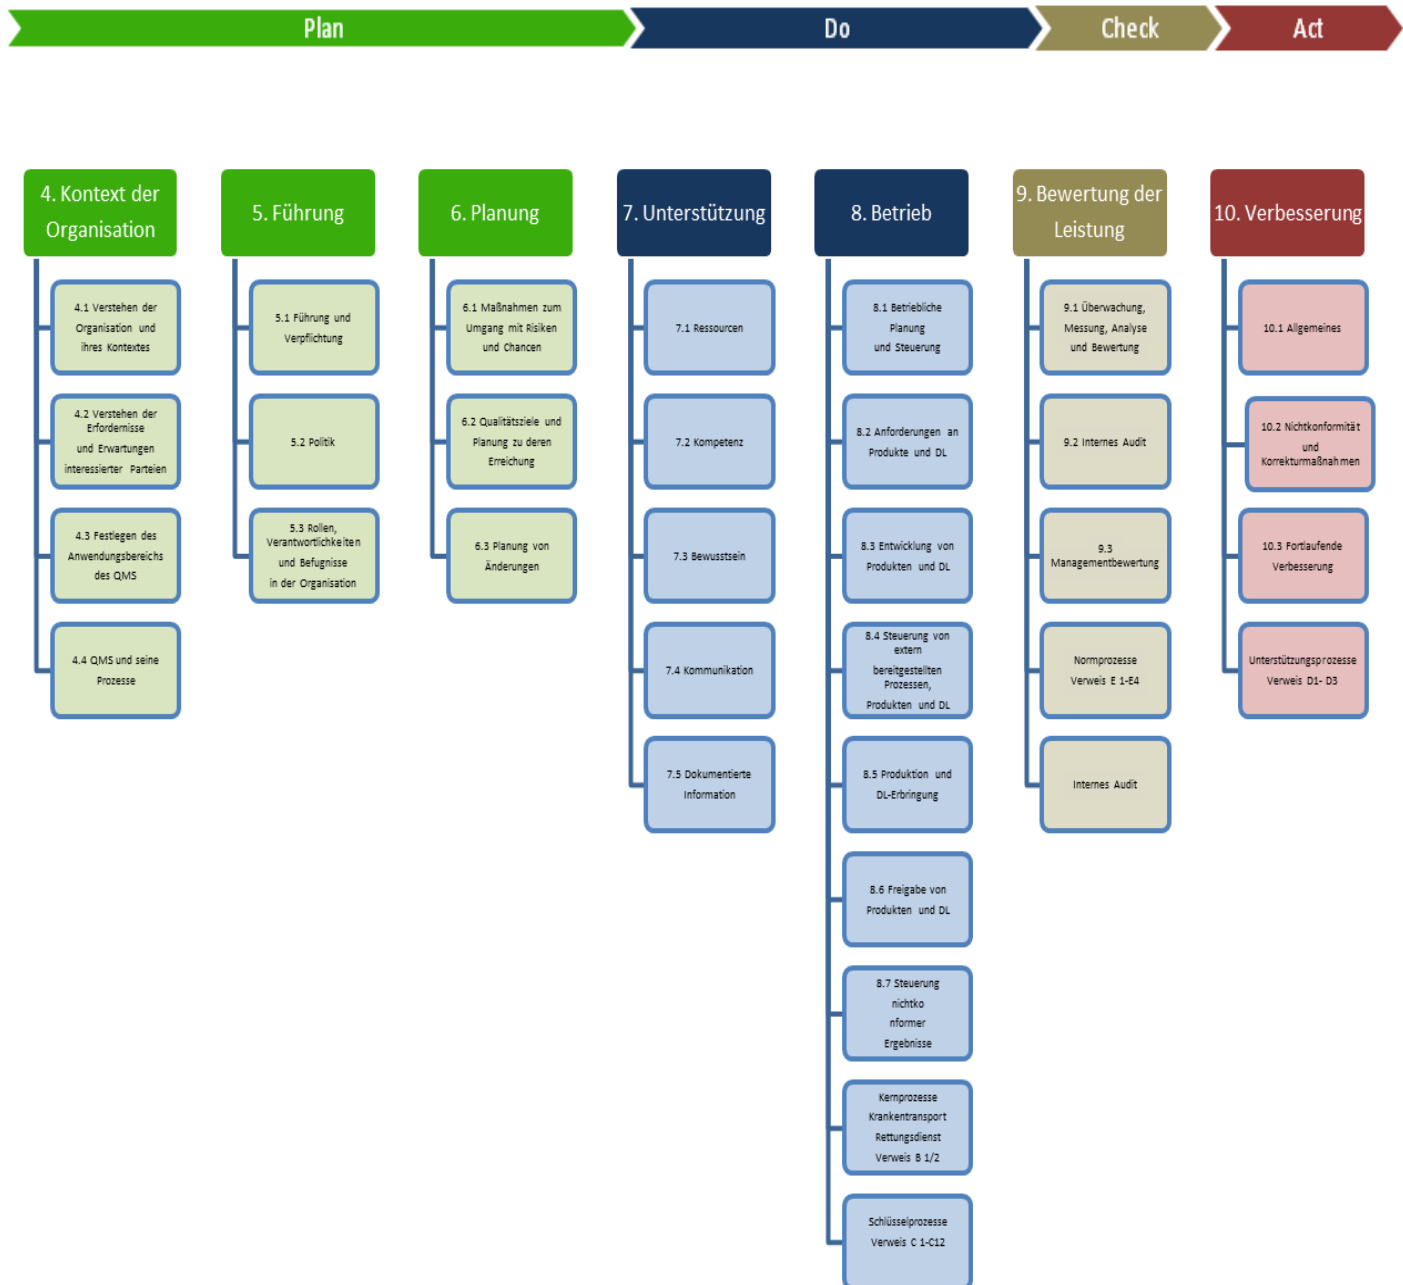 Plan
Do
Check
Act
4. Kontext der
Organisation
4.1 Verstehen der
Organisation und
ihres Kontextes
4.2 Verstehen der
Erfordernisse
und Erwartungen
interessierter Parteien
4.3 Festlegen des
Anwendungsbereichs
des QMS
4.4 QMS und seine
Prozesse
5. Führung
5.1 Führung und
Verpflichtung
5.2 Politik
5.3 Rollen,
Verantwortlichkeiten
und Befugnisse
in der Organisation
6. Planung
6.1 Maßnahmen zum
Umgang mit Risiken
und Chancen
6.2 Qualitätsziele und
Planung zu deren
Erreichung
6.3 Planung von
Änderungen
7. Unterstützung
7.1 Ressourcen
7.2 Kompetenz
7.3 Bewusstsein
7.4 Kommunikation
7.5 Dokumentierte
Information
8. Betrieb
8.1 Betriebliche
Planung
und Steuerung
8.2 Anforderungen an
Produkte und DL
8.3 Entwicklung von
Produkten und DL
8.4 Steuerung von
extern
bereitgestellten
Prozessen,
Produkten und DL
8.5 Produktion und
DL-Erbringung
8.6 Freigabe von
Produkten und DL
8.7 Steuerung
nichtko
nformer
Ergebnisse
Kernprozesse
Krankentransport
Rettungsdienst
Verweis B 1/2
Schlüsselprozesse
Verweis C 1-C12
9. Bewertung der
Leistung
9.1 Überwachung,
Messung, Analyse
und Bewertung
9.2 Internes Audit
9.3
Managementbewertung
Normprozesse
Verweis E 1-E4
Internes Audit
10. Verbesserung
10.1 Allgemeines
10.2 Nichtkonformität
und
Korrekturmaßnahmen
10.3 Fortlaufende
Verbesserung
Unterstützungsprozesse
Verweis D1- D3